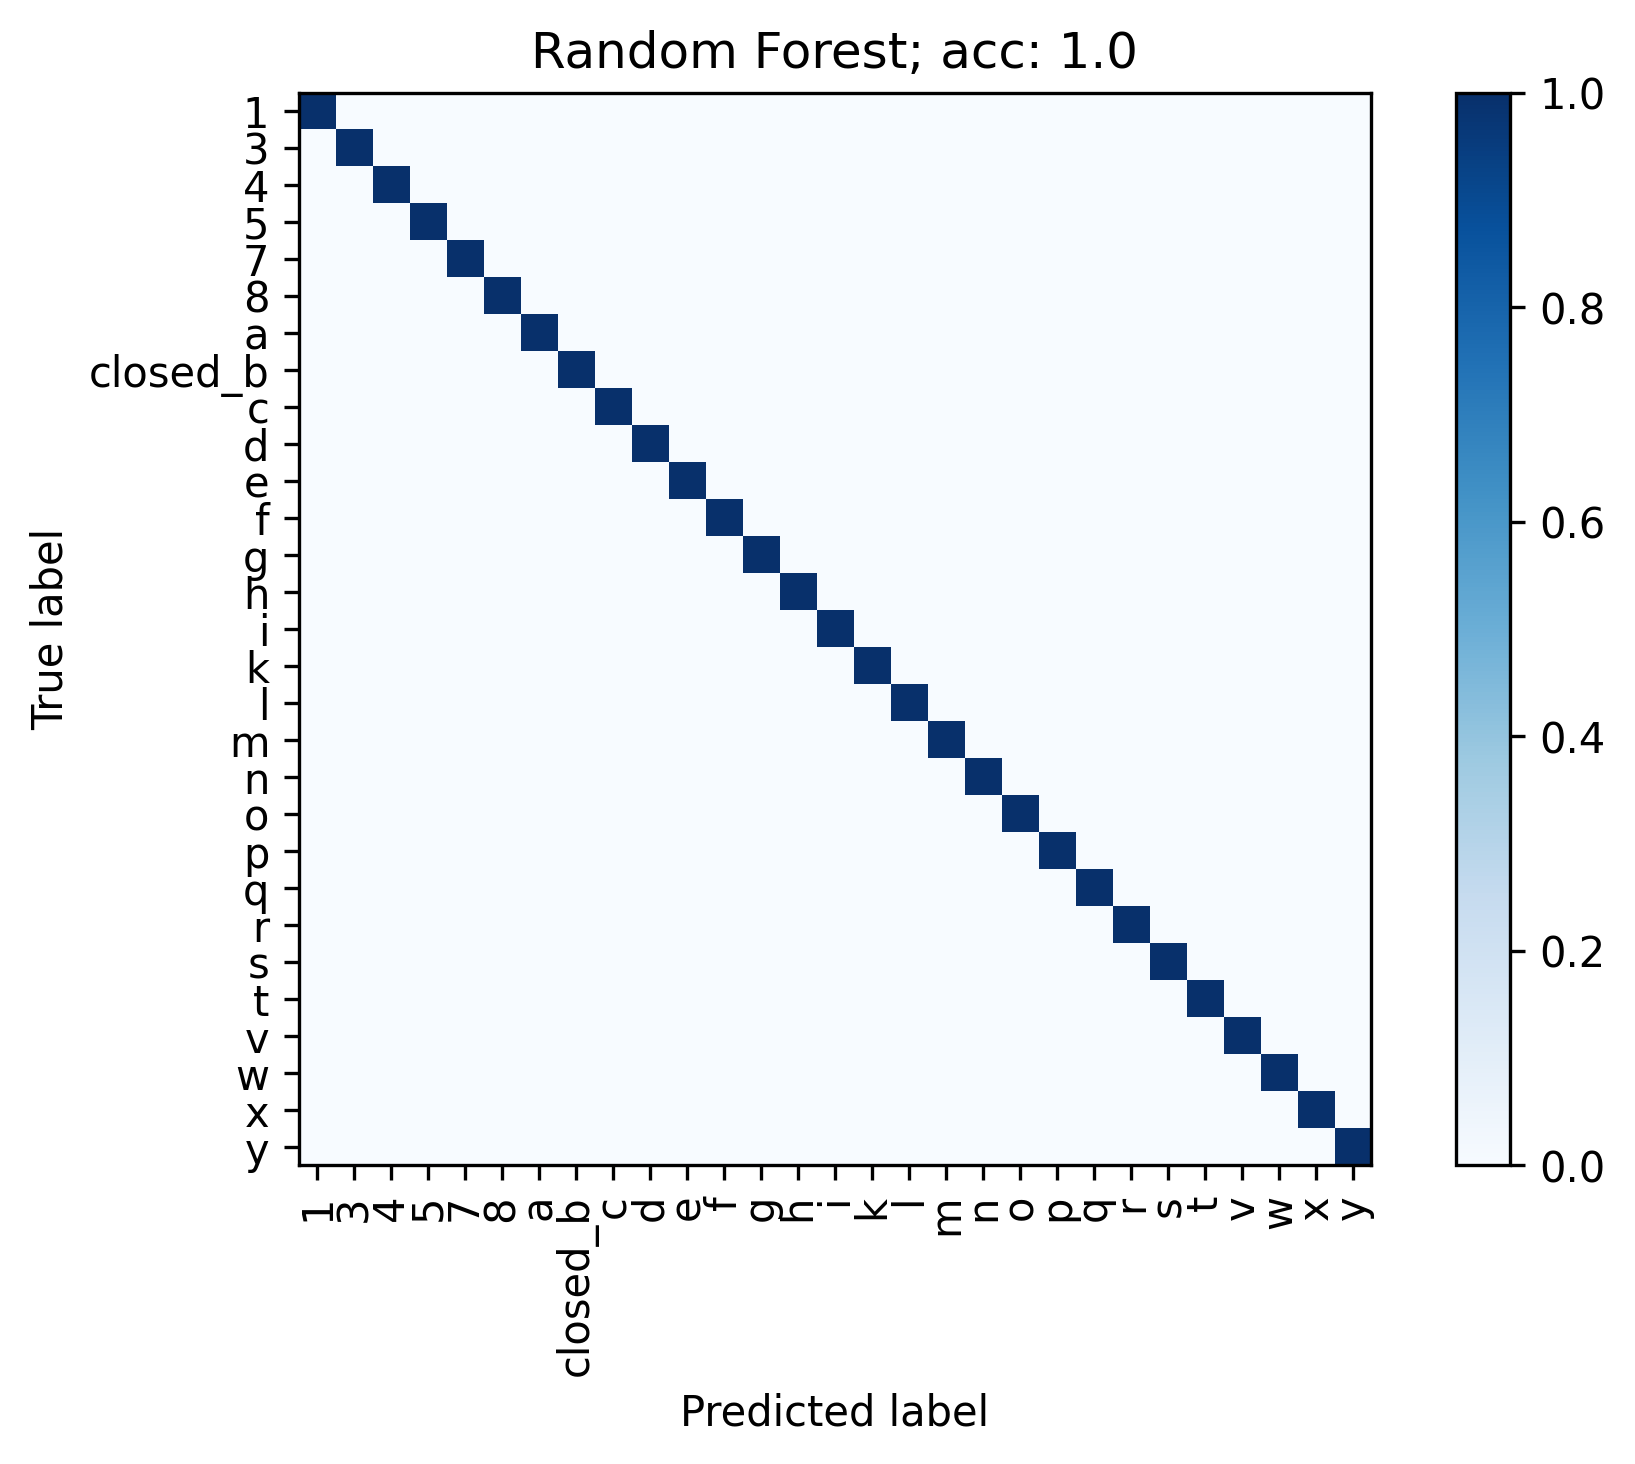 Random Forest; acc: 1.0
True label
1
3
4
5
7
8
a
closed_b
c
d
e
f
g
h
i
k
l
m
n
o
p
q
r
s
t
v
w
x
y
1 3 4 5 7 8 a closed_b c d e f g h i k l m n o p q r s t v w x y
Predicted label
1.0
0.8
0.6
0.4
0.2
0.0